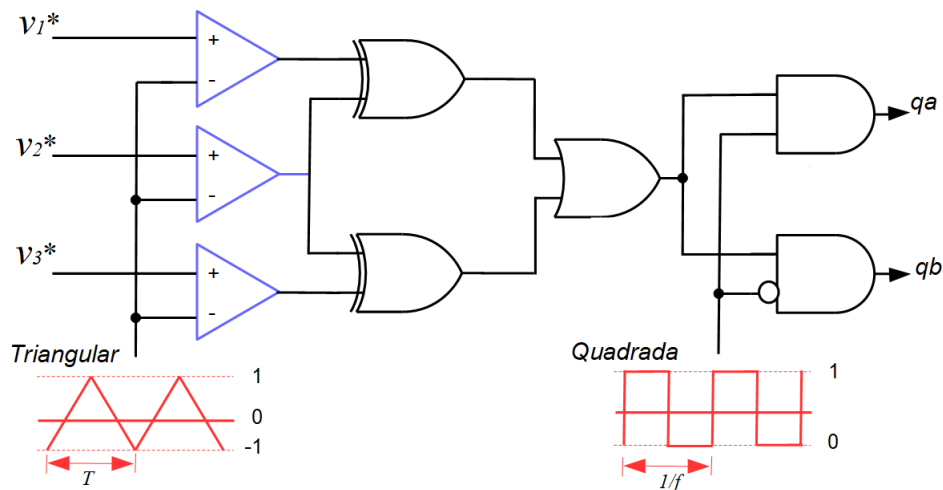 v1*
+
-
v2*
+
-
v3*
+
-
qa
qb
Triangular
1
0
-1
T
Quadrada
1
0
1/f